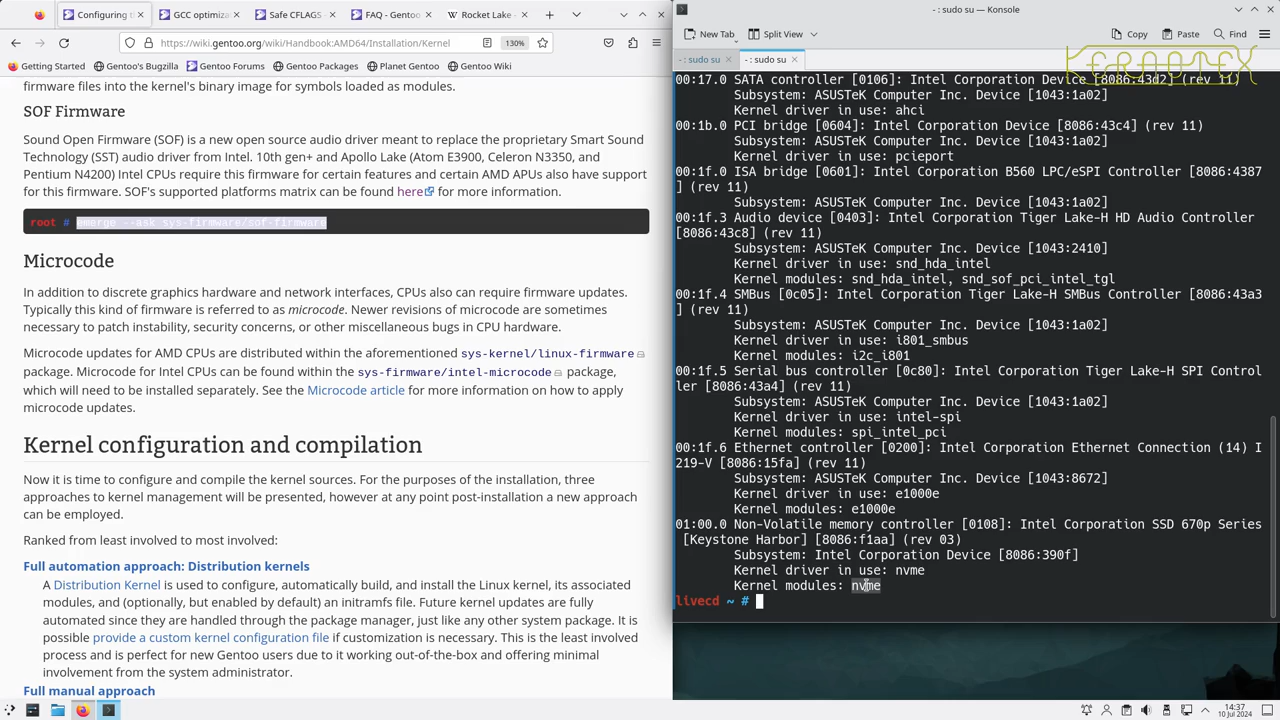 Configuring t
GCC optimiza
Safe CFLAGS -
FAQ - Gentoo
Rocket Lake -
https://wiki.gentoo.org/wiki/Handbook:AMD64/Installation/Kernel
130%
Getting Started
Gentoo's Bugzilla
Gentoo Forums
Gentoo Packages
Planet Gentoo
Gentoo Wiki
firmware files into the kernel's binary image for symbols loaded as modules.
SOF Firmware
Sound Open Firmware (SOF) is a new open source audio driver meant to replace the proprietary Smart Sound
Technology (SST) audio driver from Intel. 10th gen+ and Apollo Lake (Atom E3900, Celeron N3350, and
Pentium N4200) Intel CPUs require this firmware for certain features and certain AMD APUs also have support
for this firmware. SOF's supported platforms matrix can be found here for more information.
root # emerge --ask sys-firmware/sof-firmware
Microcode
In addition to discrete graphics hardware and network interfaces, CPUs also can require firmware updates.
Typically this kind of firmware is referred to as microcode. Newer revisions of microcode are sometimes
necessary to patch instability, security concerns, or other miscellaneous bugs in CPU hardware.
Microcode updates for AMD CPUs are distributed within the aforementioned sys-kernel/linux-firmware
package. Microcode for Intel CPUs can be found within the sys-firmware/intel-microcode package,
which will need to be installed separately. See the Microcode article for more information on how to apply
microcode updates.
Kernel configuration and compilation
Now it is time to configure and compile the kernel sources. For the purposes of the installation, three
approaches to kernel management will be presented, however at any point post-installation a new approach
can be employed.
Ranked from least involved to most involved:
Full automation approach: Distribution kernels
A Distribution Kernel is used to configure, automatically build, and install the Linux kernel, its associated
modules, and (optionally, but enabled by default) an initramfs file. Future kernel updates are fully
automated since they are handled through the package manager, just like any other system package. It is
possible provide a custom kernel configuration file if customization is necessary. This is the least involved
process and is perfect for new Gentoo users due to it working out-of-the-box and offering minimal
involvement from the system administrator.
Full manual approach
- : sudo su — Konsole
New Tab
Split View
Copy
Paste
Find
- : sudo su
- : sudo su
KERNOTEX
00:17.0 SATA controller [0106]: Intel Corporation Device [8086:43d2] (rev 11)
Subsystem: ASUSTeK Computer Inc. Device [1043:1a02]
Kernel driver in use: ahci
00:1b.0 PCI bridge [0604]: Intel Corporation Device [8086:43c4] (rev 11)
Subsystem: ASUSTeK Computer Inc. Device [1043:1a02]
Kernel driver in use: pcieport
00:1f.0 ISA bridge [0601]: Intel Corporation B560 LPC/eSPI Controller [8086:4387
] (rev 11)
Subsystem: ASUSTeK Computer Inc. Device [1043:1a02]
00:1f.3 Audio device [0403]: Intel Corporation Tiger Lake-H HD Audio Controller
[8086:43c8] (rev 11)
Subsystem: ASUSTeK Computer Inc. Device [1043:2410]
Kernel driver in use: snd_hda_intel
Kernel modules: snd_hda_intel, snd_sof_pci_intel_tgl
00:1f.4 SMBus [0c05]: Intel Corporation Tiger Lake-H SMBus Controller [8086:43a3
] (rev 11)
Subsystem: ASUSTeK Computer Inc. Device [1043:1a02]
Kernel driver in use: i801_smbus
Kernel modules: i2c_i801
00:1f.5 Serial bus controller [0c80]: Intel Corporation Tiger Lake-H SPI Control
ler [8086:43a4] (rev 11)
Subsystem: ASUSTeK Computer Inc. Device [1043:1a02]
Kernel driver in use: intel-spi
Kernel modules: spi_intel_pci
00:1f.6 Ethernet controller [0200]: Intel Corporation Ethernet Connection (14) I
219-V [8086:15fa] (rev 11)
Subsystem: ASUSTeK Computer Inc. Device [1043:8672]
Kernel driver in use: e1000e
Kernel modules: e1000e
01:00.0 Non-Volatile memory controller [0108]: Intel Corporation SSD 670p Series
[Keystone Harbor] [8086:f1aa] (rev 03)
Subsystem: Intel Corporation Device [8086:390f]
Kernel driver in use: nvme
Kernel modules: nvme
livecd ~ #
14:37
10 Jul 2024